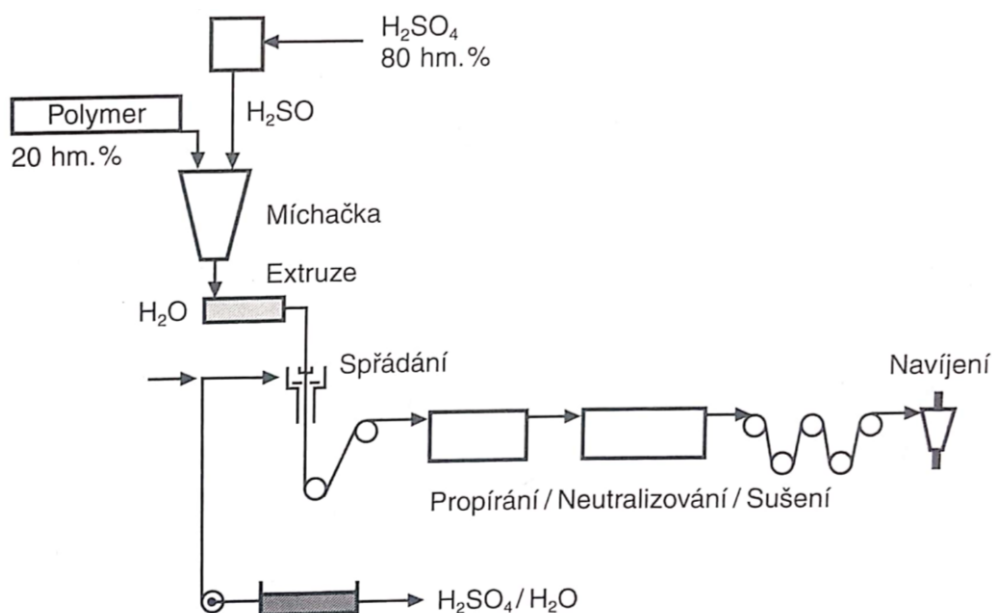 H₂SO₄
80 hm.%
H₂SO
Polymer
20 hm.%
Míchačka
Extruze
H₂O
Spřádání
Navíjení
Propírání / Neutralizování / Sušení
H₂SO₄ / H₂O